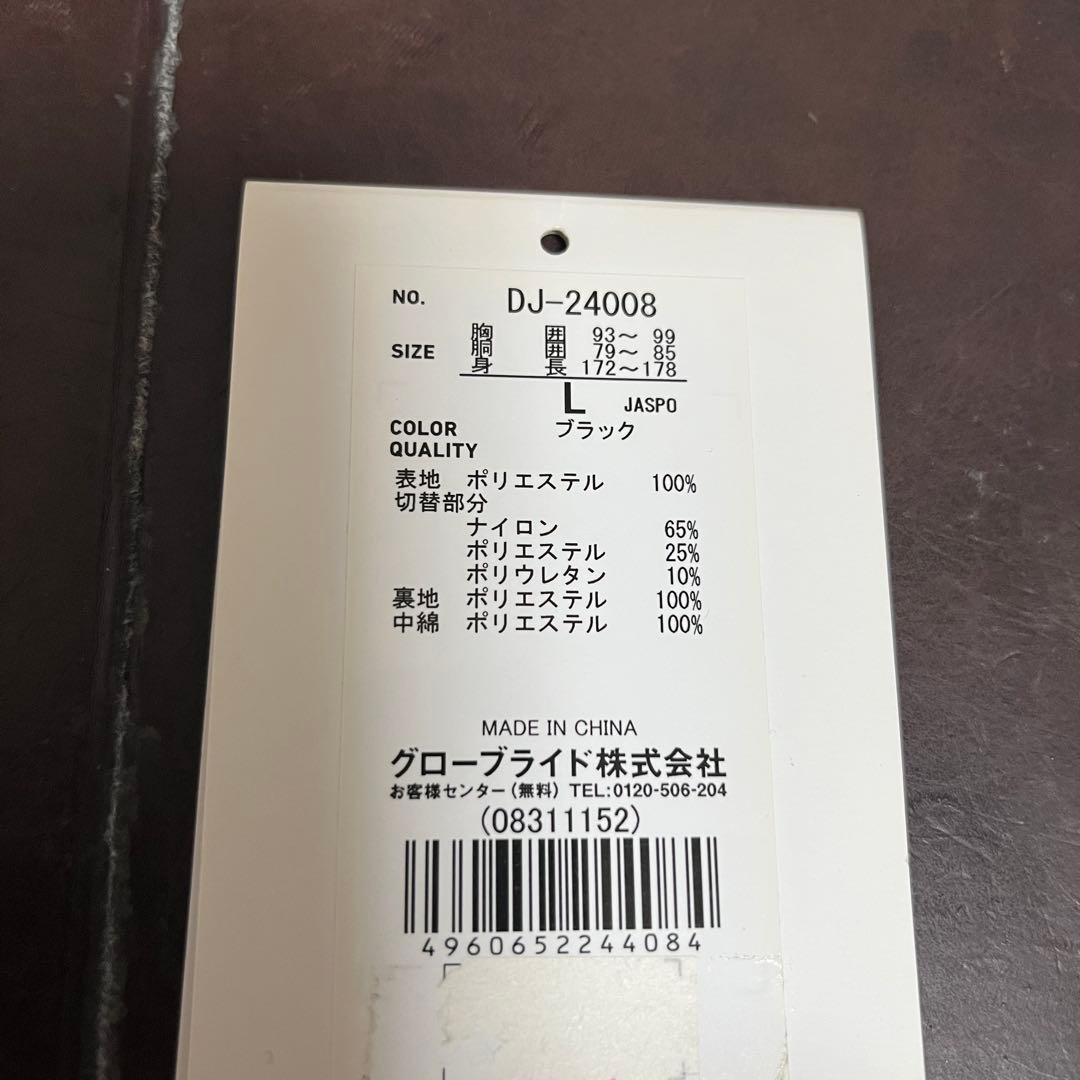 NO. DJ-24008
SIZE 胸 囲 93～ 99
胴 囲 79～ 85
身 長 172～178
L JASPO
COLOR ブラック
QUALITY
表地 ポリエステル 100%
切替部分
ナイロン 65%
ポリエステル 25%
ポリウレタン 10%
裏地 ポリエステル 100%
中綿 ポリエステル 100%
MADE IN CHINA
グローブライド株式会社
お客様センター(無料) TEL:0120-506-204
(08311152)
4960652244084